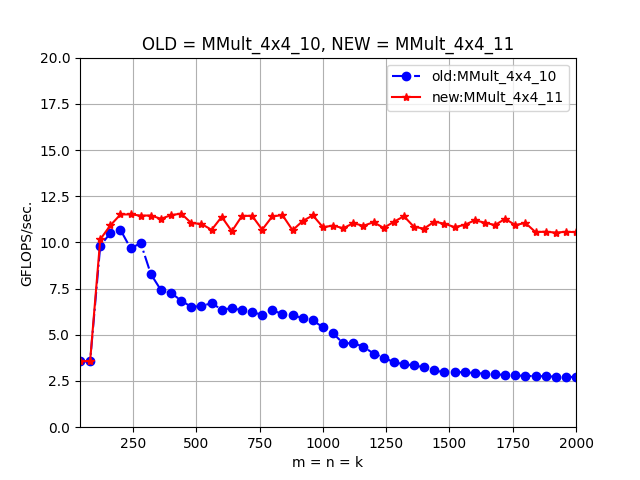 OLD = MMult_4x4_10, NEW = MMult_4x4_11
20.0
17.5
15.0
12.5
10.0
7.5
5.0
2.5
0.0
GFLOPS/sec.
old:MMult_4x4_10
new:MMult_4x4_11
250 500 750 1000 1250 1500 1750 2000
m = n = k